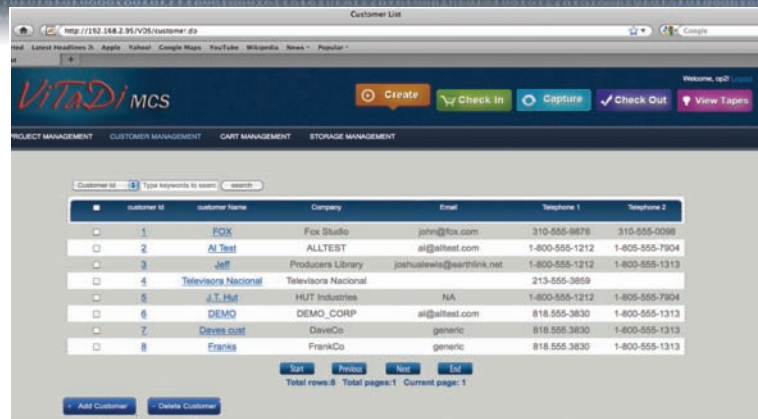 Customer List
http://192.168.2.95/VDS/customer.do
Google
Latest Headlines Apple Yahoo! Google Maps YouTube Wikipedia News Popular
+
Welcome, op2! Logout
ViTaDi MCS
Create Check In Capture Check Out View Tapes
PROJECT MANAGEMENT CUSTOMER MANAGEMENT CART MANAGEMENT STORAGE MANAGEMENT
Customer Id Type keywords to searc search
customer Id customer Name Company Email Telephone 1 Telephone 2
1 FOX Fox Studio john@fox.com 310-555-9876 310-555-0098
2 Al Test ALLTEST al@alltest.com 1-800-555-1212 1-805-555-7904
3 Jeff Producers Library joshualewis@earthlink.net 1-800-555-1212 1-800-555-1313
4 Televisora Nacional Televisora Nacional 213-555-3859
5 J.T. Hut HUT Industries NA 1-800-555-1212 1-805-555-7904
6 DEMO DEMO_CORP al@alltest.com 818.555.3830 1-800-555-1313
7 Daves cust DaveCo generic 818.555.3830 1-800-555-1313
8 Franks FrankCo generic 818.555.3830 1-800-555-1313
Start Previous Next End
Total rows:8 Total pages:1 Current page: 1
+ Add Customer - Delete Customer